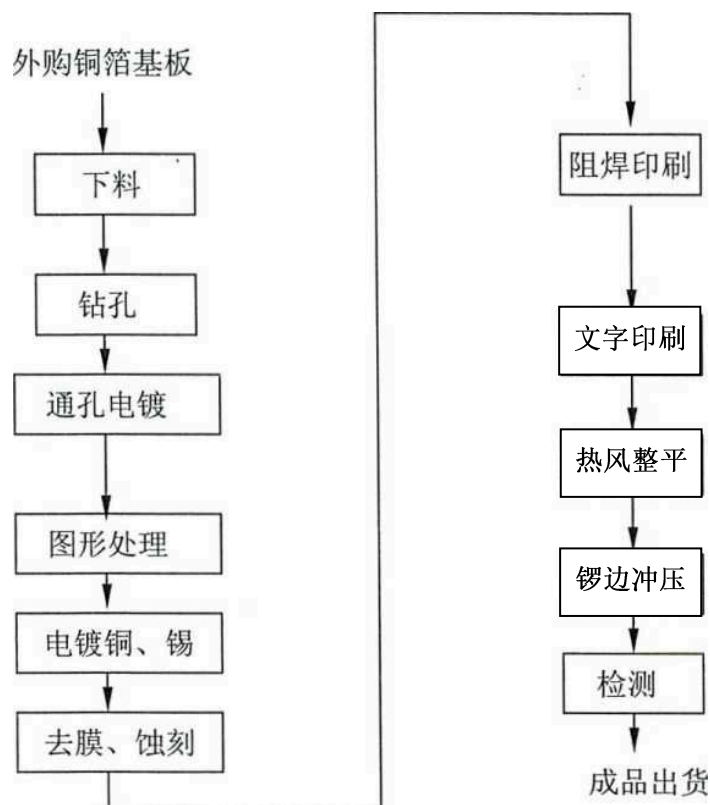 外购铜箔基板
下料
钻孔
通孔电镀
图形处理
电镀铜、锡
去膜、蚀刻
阻焊印刷
文字印刷
热风整平
锣边冲压
检测
成品出货